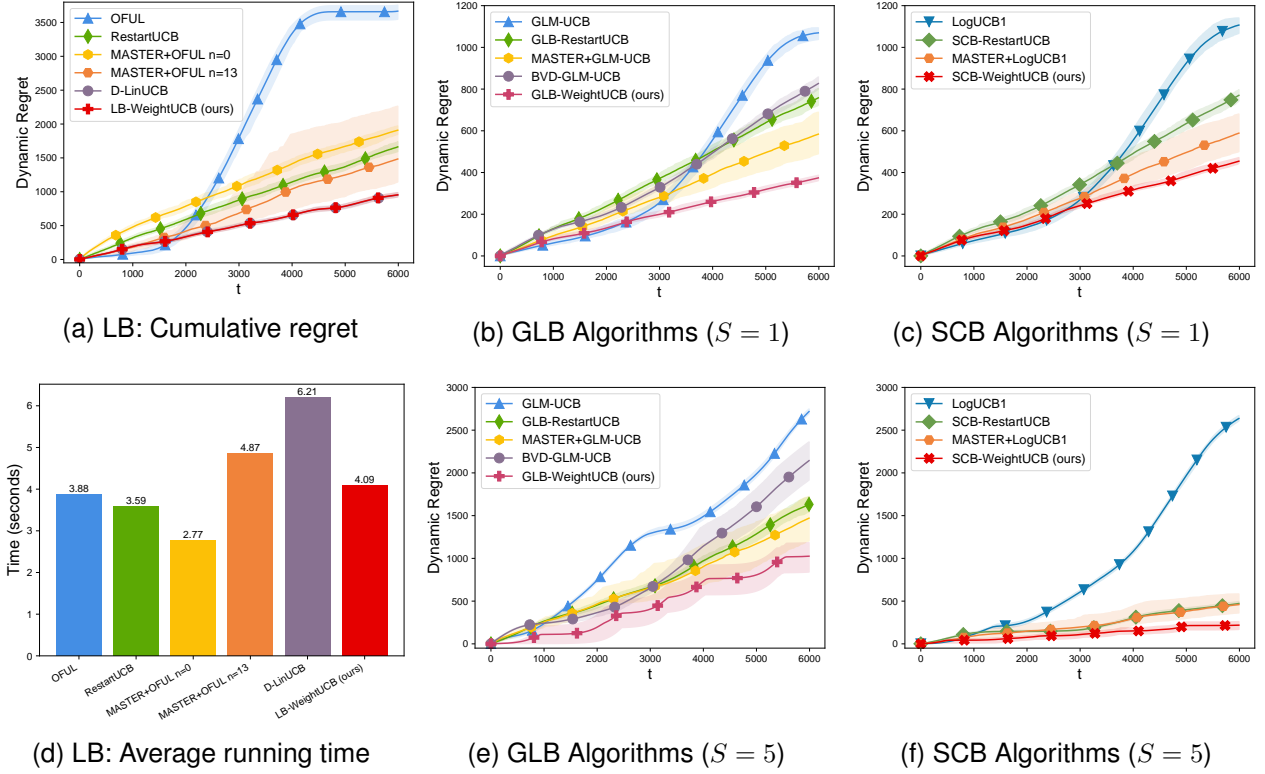 OFUL
RestartUCB
MASTER+OFUL n=0
MASTER+OFUL n=13
D-LinUCB
LB-WeightUCB (ours)
Dynamic Regret
3500
3000
2500
2000
1500
1000
500
0
0 1000 2000 3000 4000 5000 6000
t
(a) LB: Cumulative regret
GLM-UCB
GLB-RestartUCB
MASTER+GLM-UCB
BVD-GLM-UCB
GLB-WeightUCB (ours)
Dynamic Regret
1200
1000
800
600
400
200
0
0 1000 2000 3000 4000 5000 6000
t
(b) GLB Algorithms (S = 1)
LogUCB1
SCB-RestartUCB
MASTER+LogUCB1
SCB-WeightUCB (ours)
Dynamic Regret
1200
1000
800
600
400
200
0
0 1000 2000 3000 4000 5000 6000
t
(c) SCB Algorithms (S = 1)
Time (seconds)
6
5
4
3
2
1
0
3.88
3.59
2.77
4.87
6.21
4.09
OFUL
RestartUCB
MASTER+OFUL n=0
MASTER+OFUL n=13
D-LinUCB
LB-WeightUCB (ours)
(d) LB: Average running time
GLM-UCB
GLB-RestartUCB
MASTER+GLM-UCB
BVD-GLM-UCB
GLB-WeightUCB (ours)
Dynamic Regret
3000
2500
2000
1500
1000
500
0
0 1000 2000 3000 4000 5000 6000
t
(e) GLB Algorithms (S = 5)
LogUCB1
SCB-RestartUCB
MASTER+LogUCB1
SCB-WeightUCB (ours)
Dynamic Regret
3000
2500
2000
1500
1000
500
0
0 1000 2000 3000 4000 5000 6000
t
(f) SCB Algorithms (S = 5)